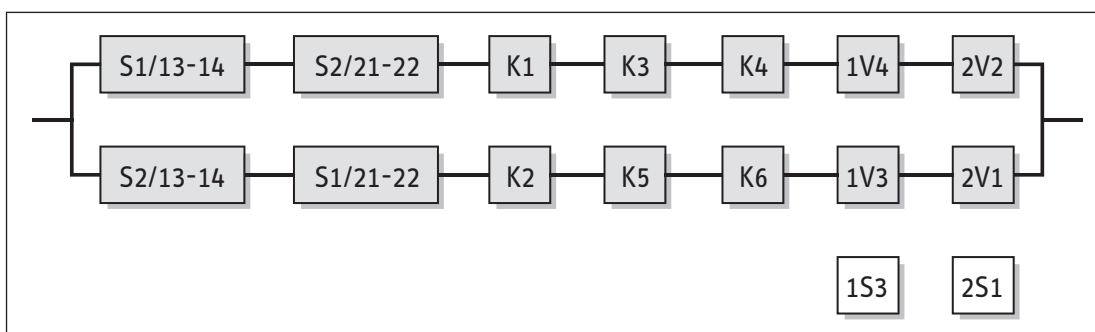 S1/13-14 S2/21-22 K1 K3 K4 1V4 2V2
S2/13-14 S1/21-22 K2 K5 K6 1V3 2V1
1S3 2S1